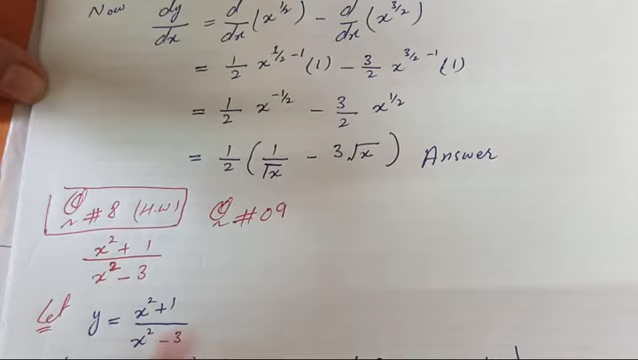 Now dy/dx = d/dx (x^1/2) - d/dx (x^3/2)
= 1/2 x^1/2-1 (1) - 3/2 x^3/2-1 (1)
= 1/2 x^-1/2 - 3/2 x^1/2
= 1/2 (1/√x - 3√x) Answer
Q #8 (H.W) Q #09
x²+1/x²-3
Let y = x²+1/x²-3